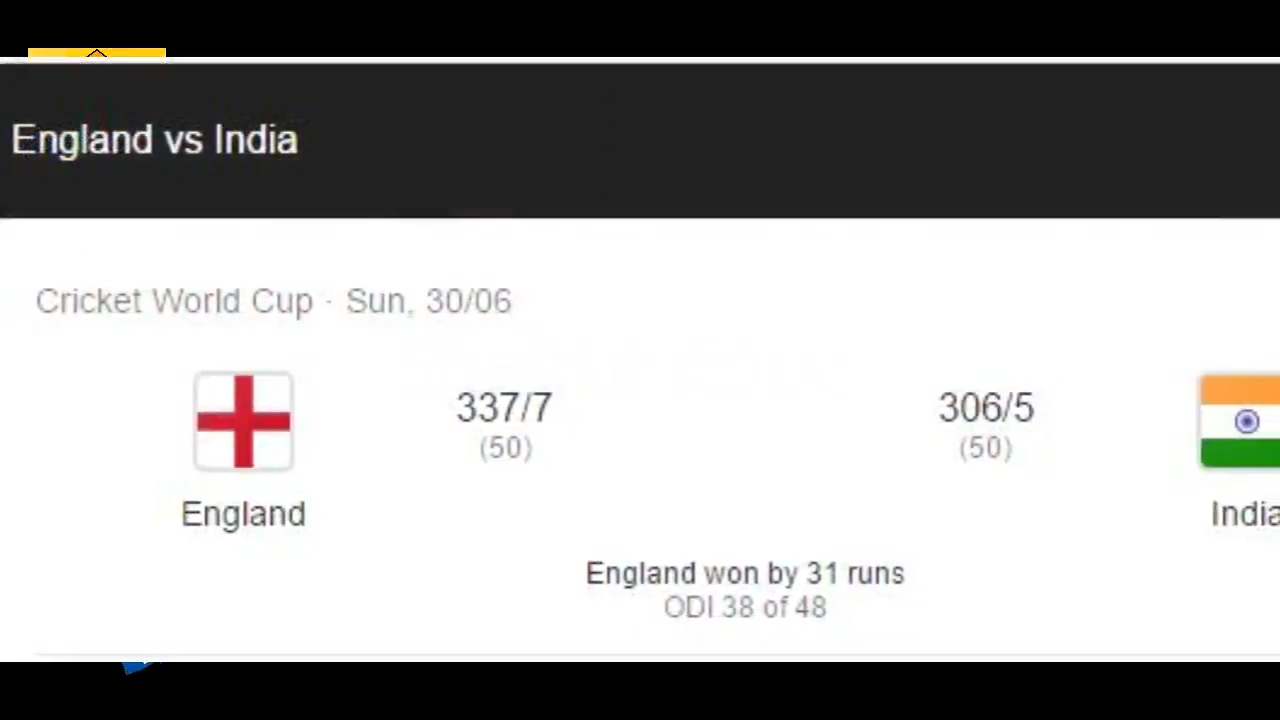 England vs India
Cricket World Cup · Sun, 30/06
337/7 306/5
(50) (50)
England India
England won by 31 runs
ODI 38 of 48